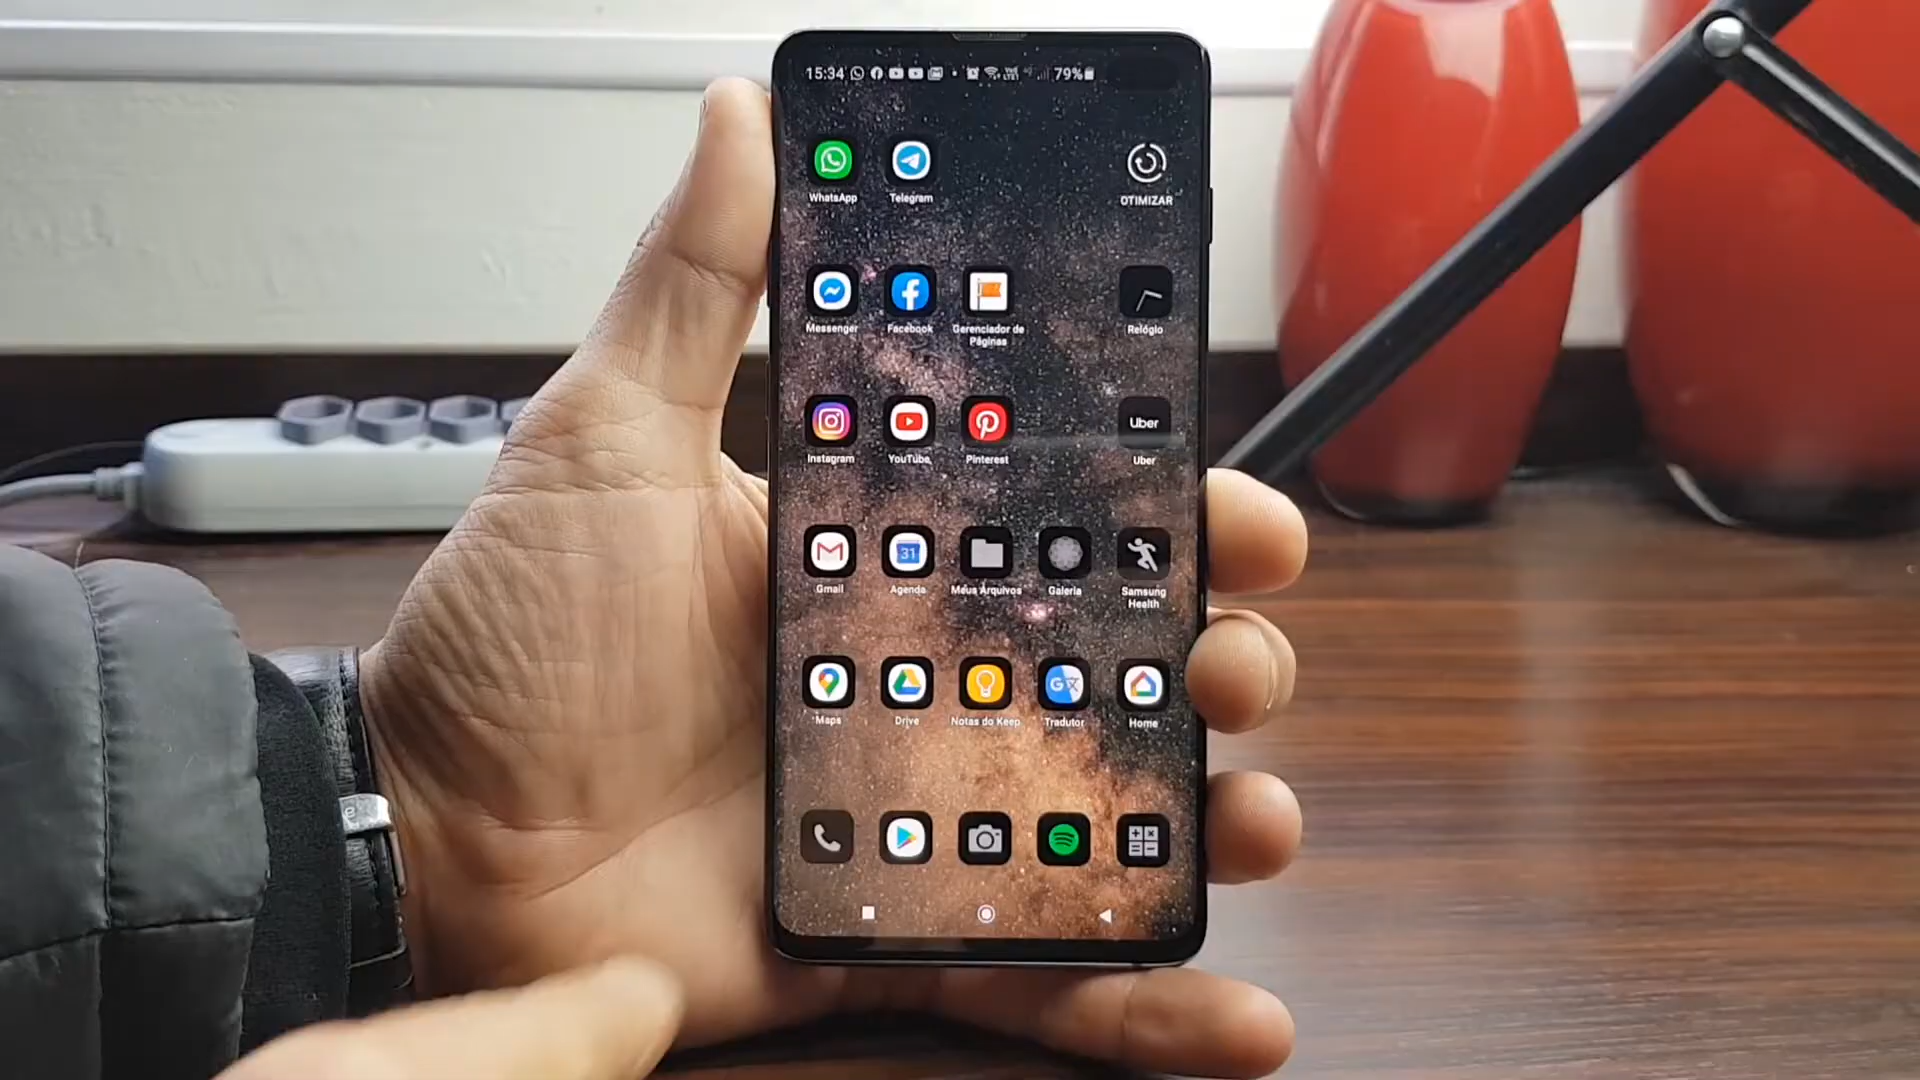 15:34 79%
WhatsApp Telegram OTIMIZAR
Messenger Facebook Gerenciador de Páginas Relógio
Uber
Instagram YouTube Pinterest Uber
31
Gmail Agenda Meus Arquivos Galeria Samsung Health
G
Maps Drive Notas do Keep Tradutor Home